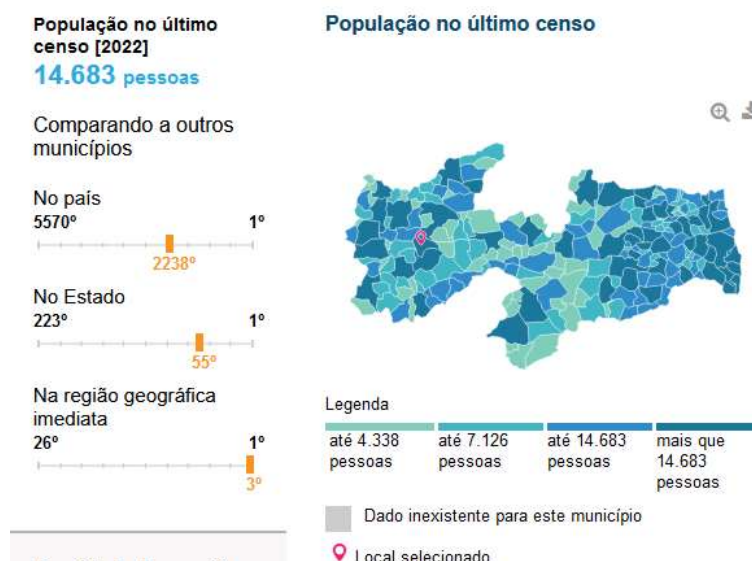 População no último
censo [2022]
14.683 pessoas
Comparando a outros
municípios
No país
5570º 1º
2238º
No Estado
223º 1º
55º
Na região geográfica
imediata
26º 1º
3º
População no último censo
Legenda
até 4.338
pessoas
até 7.126
pessoas
até 14.683
pessoas
mais que
14.683
pessoas
Dado inexistente para este município
Local selecionado